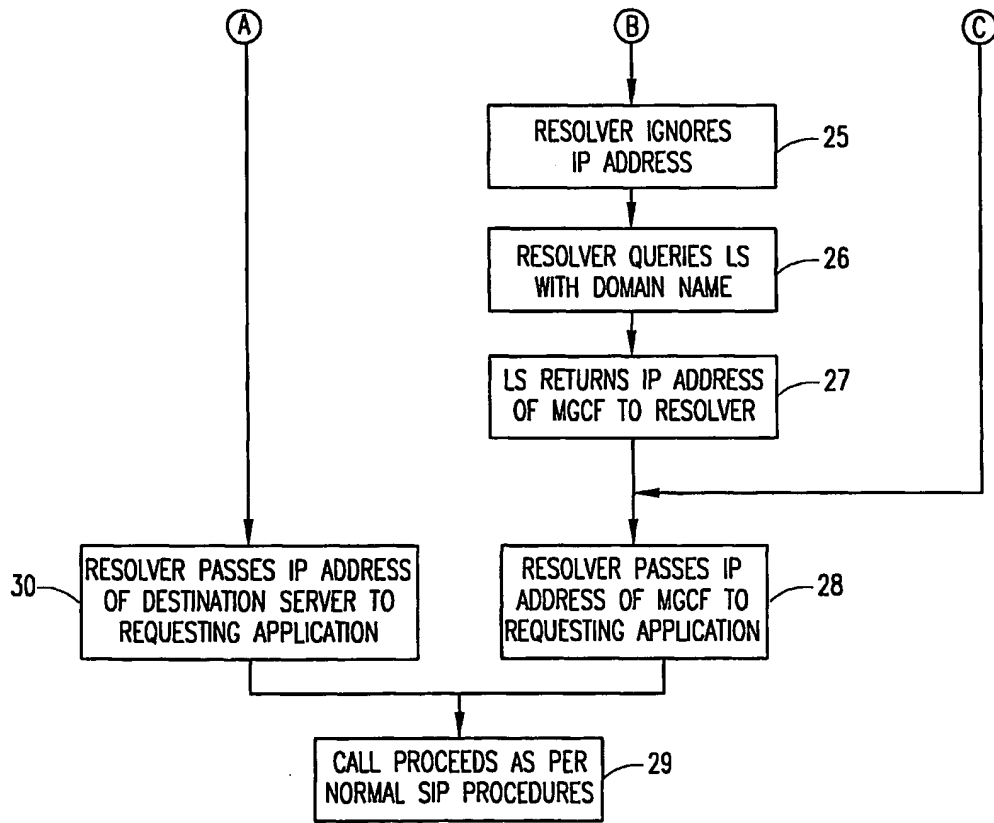 A
B
C
RESOLVER IGNORES
IP ADDRESS
25
RESOLVER QUERIES LS
WITH DOMAIN NAME
26
LS RETURNS IP ADDRESS
OF MGCF TO RESOLVER
27
30
RESOLVER PASSES IP ADDRESS
OF DESTINATION SERVER TO
REQUESTING APPLICATION
RESOLVER PASSES IP
ADDRESS OF MGCF TO
REQUESTING APPLICATION
28
CALL PROCEEDS AS PER
NORMAL SIP PROCEDURES
29